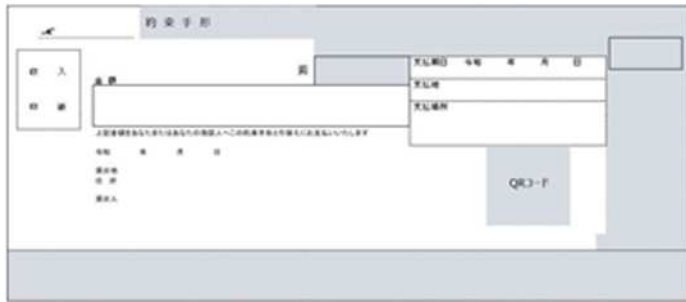 約束手形
収入
印紙
金額
支払期日 令和 年 月 日
支払地
支払場所
上記金額をあなたまたはあなたの指図人へこの約束手形と引換えにお支払いいたします
令和 年 月 日
振出地
住所
振出人
QRコード